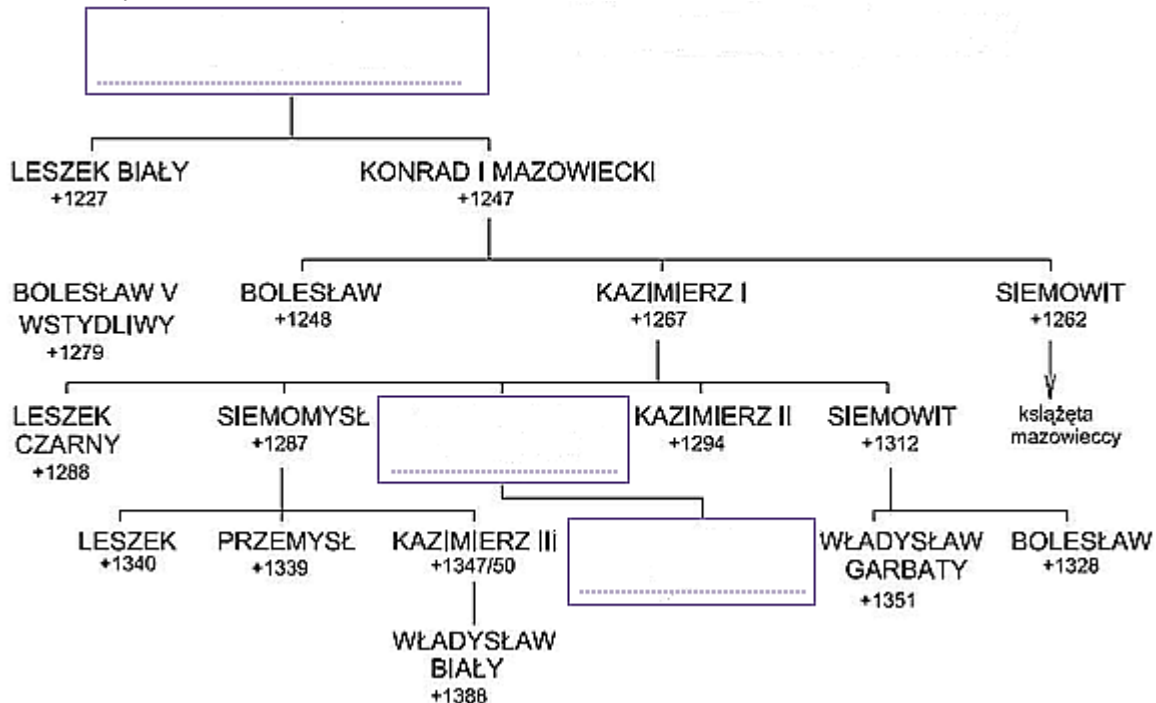 LESZEK BIAŁY
+1227
KONRAD I MAZOWIECKI
+1247
BOLESŁAW V
WSTYDLIWY
+1279
BOLESŁAW
+1248
KAZIMIERZ I
+1267
SIEMOWIT
+1262
LESZEK
CZARNY
+1288
SIEMOMYSŁ
+1287
KAZIMIERZ II
+1294
SIEMOWIT
+1312
książęta
mazowieccy
LESZEK
+1340
PRZEMYSŁ
+1339
KAZIMIERZ IIi
+1347/50
WŁADYSŁAW
GARBATY
+1351
BOLESŁAW
+1328
WŁADYSŁAW
BIAŁY
+1388